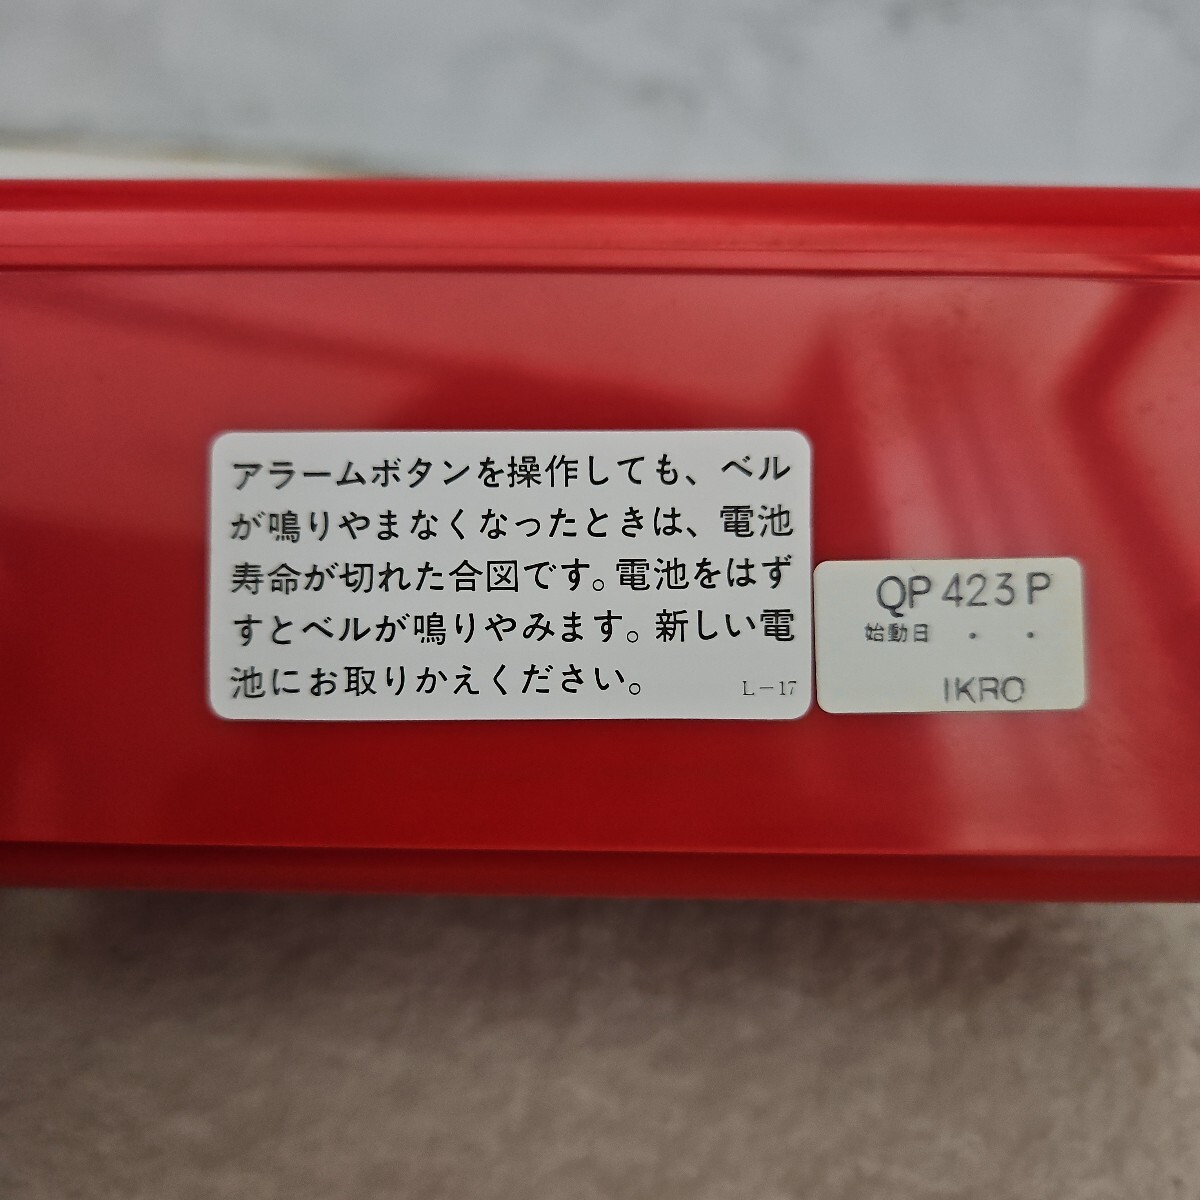 アラームボタンを操作しても、ベル
が鳴りやまなくなったときは、電池
寿命が切れた合図です。電池をはず
すとベルが鳴りやみます。新しい電
池にお取りかえください。
L-17
QP 423 P
始動日 ・ ・
IKRO